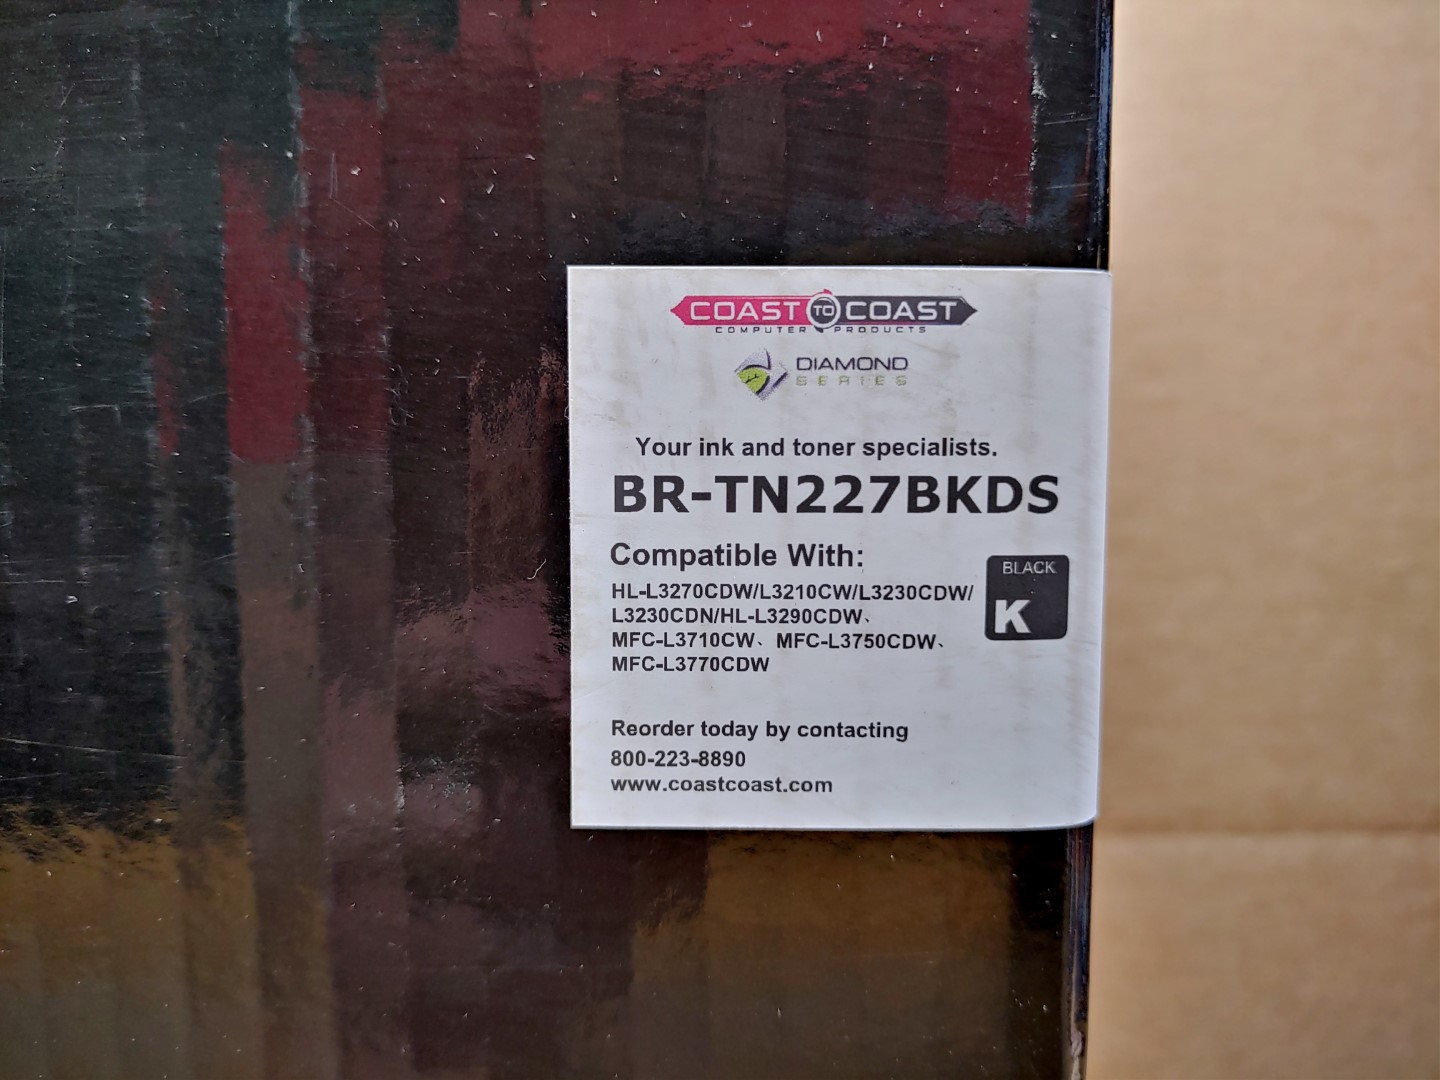 COAST TO COAST
COMPUTER PRODUCTS
DIAMOND
SERIES
Your ink and toner specialists.
BR-TN227BKDS
Compatible With:
HL-L3270CDW/L3210CW/L3230CDW/
L3230CDN/HL-L3290CDW、
MFC-L3710CW、MFC-L3750CDW、
MFC-L3770CDW
BLACK
K
Reorder today by contacting
800-223-8890
www.coastcoast.com